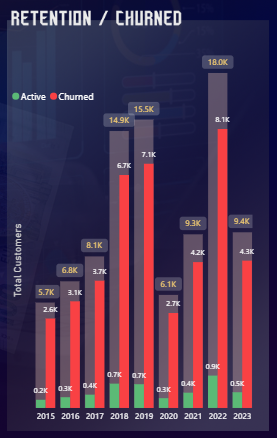 RETENTION / CHURNED
Active Churned
Total Customers
5.7K 6.8K 8.1K 14.9K 15.5K 6.1K 9.3K 18.0K 9.4K
2.6K 3.1K 3.7K 6.7K 7.1K 2.7K 4.2K 8.1K 4.3K
0.2K 0.3K 0.4K 0.7K 0.7K 0.3K 0.4K 0.9K 0.5K
2015 2016 2017 2018 2019 2020 2021 2022 2023